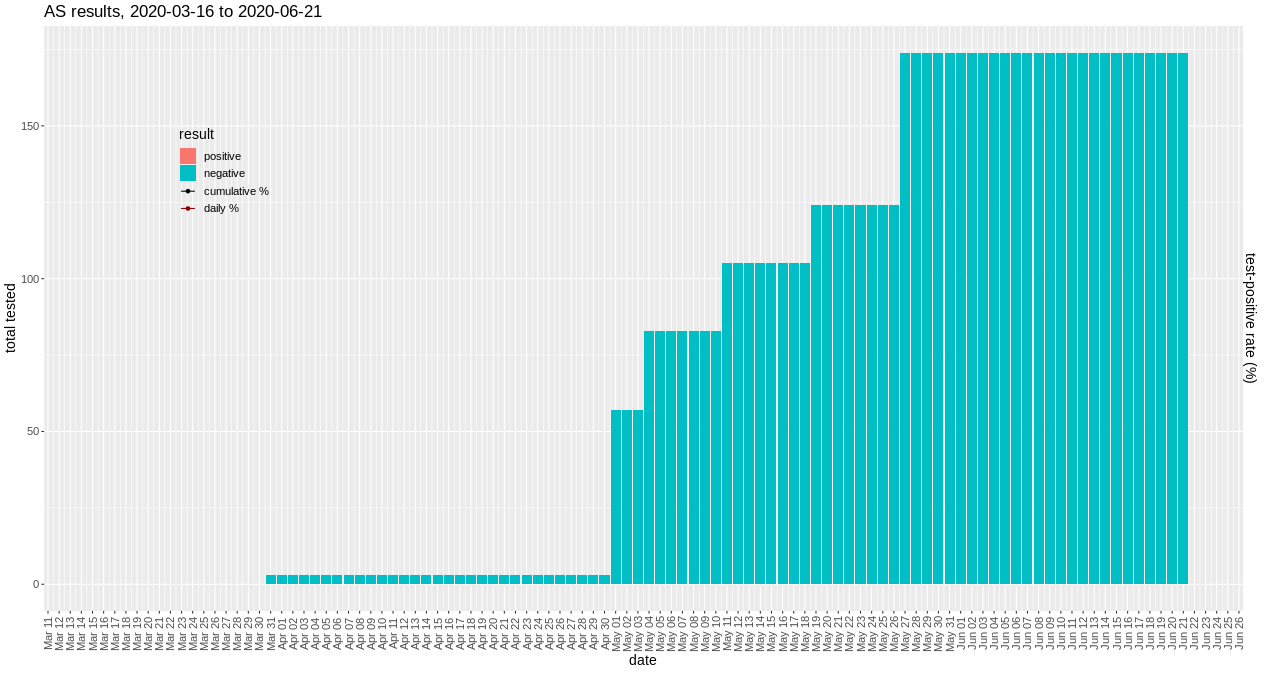 AS results, 2020-03-16 to 2020-06-21
total tested
150
100
50
0
result
positive
negative
cumulative %
daily %
test-positive rate (%)
Mar 11
Mar 12
Mar 13
Mar 14
Mar 15
Mar 16
Mar 17
Mar 18
Mar 19
Mar 20
Mar 21
Mar 22
Mar 23
Mar 24
Mar 25
Mar 26
Mar 27
Mar 28
Mar 29
Mar 30
Mar 31
Apr 01
Apr 02
Apr 03
Apr 04
Apr 05
Apr 06
Apr 07
Apr 08
Apr 09
Apr 10
Apr 11
Apr 12
Apr 13
Apr 14
Apr 15
Apr 16
Apr 17
Apr 18
Apr 19
Apr 20
Apr 21
Apr 22
Apr 23
Apr 24
Apr 25
Apr 26
Apr 27
Apr 28
Apr 29
Apr 30
May 01
May 02
May 03
May 04
May 05
May 06
May 07
May 08
May 09
May 10
May 11
May 12
May 13
May 14
May 15
May 16
May 17
May 18
May 19
May 20
May 21
May 22
May 23
May 24
May 25
May 26
May 27
May 28
May 29
May 30
May 31
Jun 01
Jun 02
Jun 03
Jun 04
Jun 05
Jun 06
Jun 07
Jun 08
Jun 09
Jun 10
Jun 11
Jun 12
Jun 13
Jun 14
Jun 15
Jun 16
Jun 17
Jun 18
Jun 19
Jun 20
Jun 21
Jun 22
Jun 23
Jun 24
Jun 25
Jun 26
date